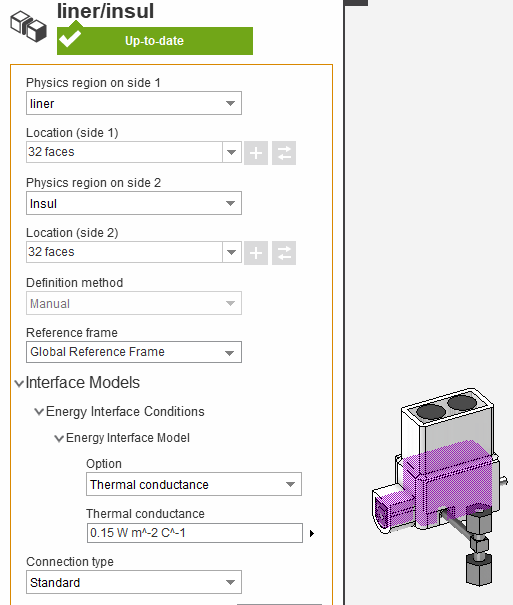 liner/insul
Up-to-date
Physics region on side 1
liner
Location (side 1)
32 faces
Physics region on side 2
Insul
Location (side 2)
32 faces
Definition method
Manual
Reference frame
Global Reference Frame
Interface Models
Energy Interface Conditions
Energy Interface Model
Option
Thermal conductance
Thermal conductance
0.15 W m^-2 C^-1
Connection type
Standard